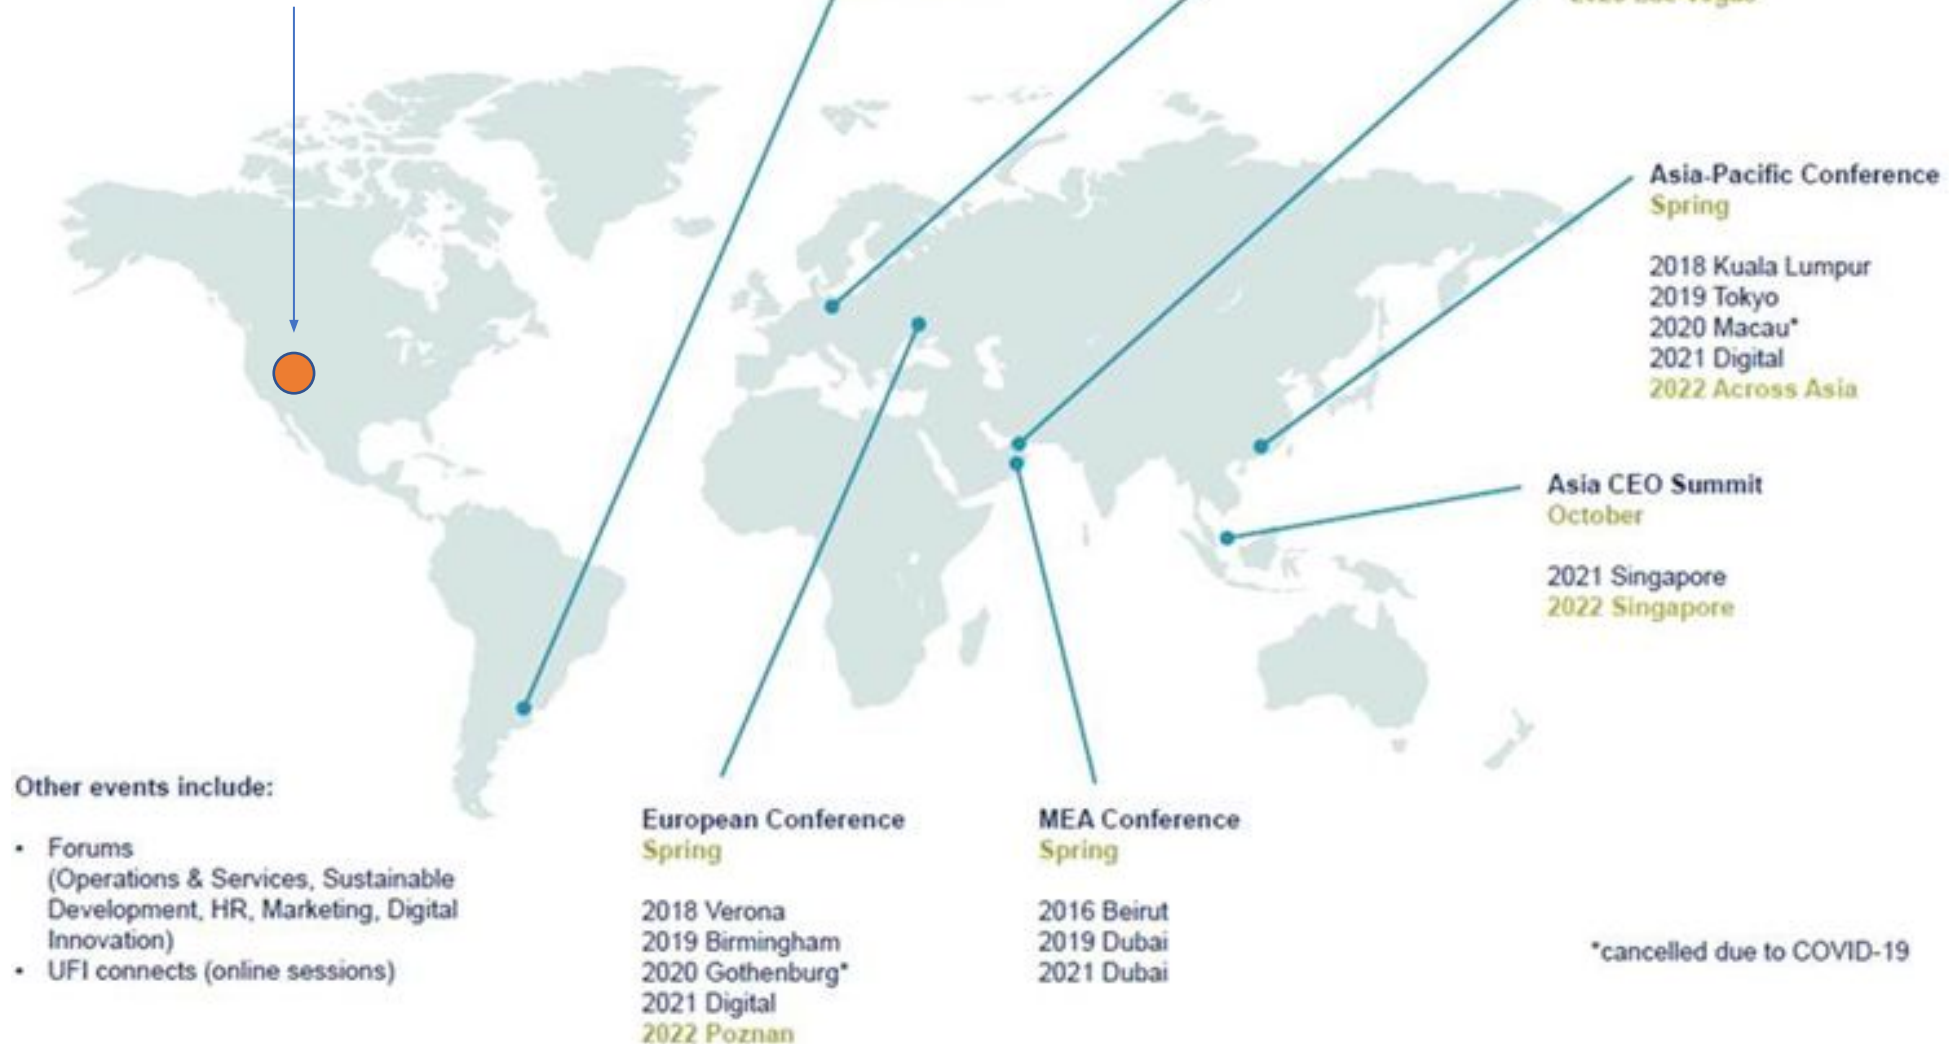 Asia-Pacific Conference
Spring
2018 Kuala Lumpur
2019 Tokyo
2020 Macau*
2021 Digital
2022 Across Asia
Asia CEO Summit
October
2021 Singapore
2022 Singapore
Other events include:
• Forums
(Operations & Services, Sustainable
Development, HR, Marketing, Digital
Innovation)
• UFI connects (online sessions)
European Conference
Spring
2018 Verona
2019 Birmingham
2020 Gothenburg*
2021 Digital
2022 Poznan
MEA Conference
Spring
2016 Beirut
2019 Dubai
2021 Dubai
*cancelled due to COVID-19